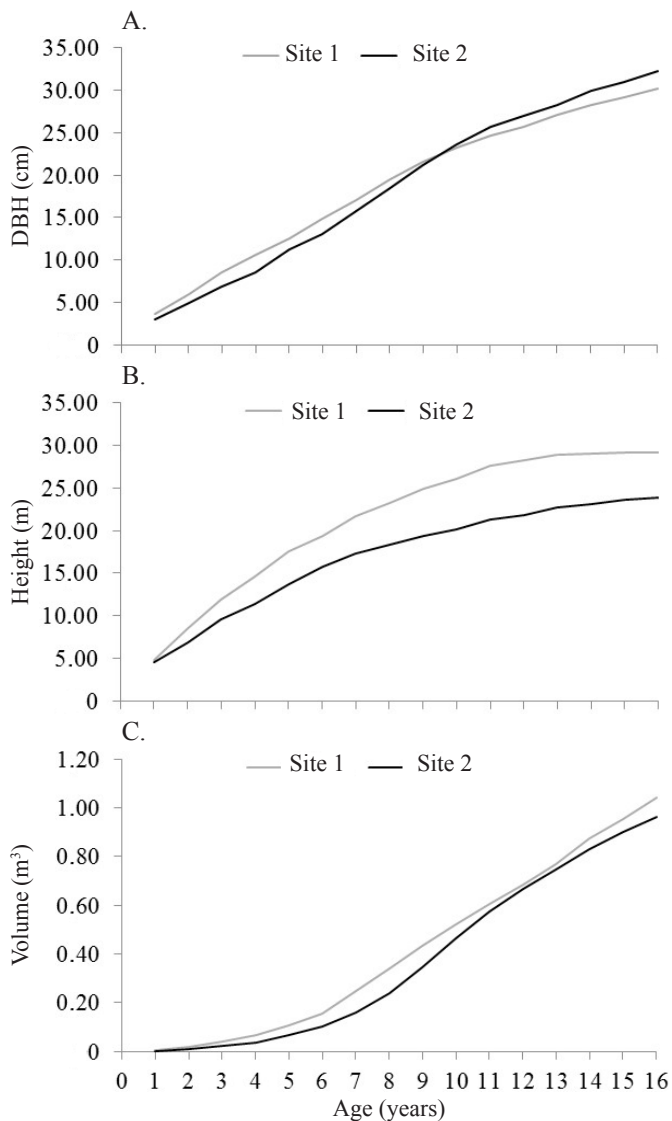 A.
Site 1 Site 2
35.00
30.00
25.00
20.00
15.00
10.00
5.00
0
DBH (cm)
B.
Site 1 Site 2
35.00
30.00
25.00
20.00
15.00
10.00
5.00
0
Height (m)
C.
Site 1 Site 2
1.20
1.00
0.80
0.60
0.40
0.20
0
Volume (m³)
0 1 2 3 4 5 6 7 8 9 10 11 12 13 14 15 16
Age (years)